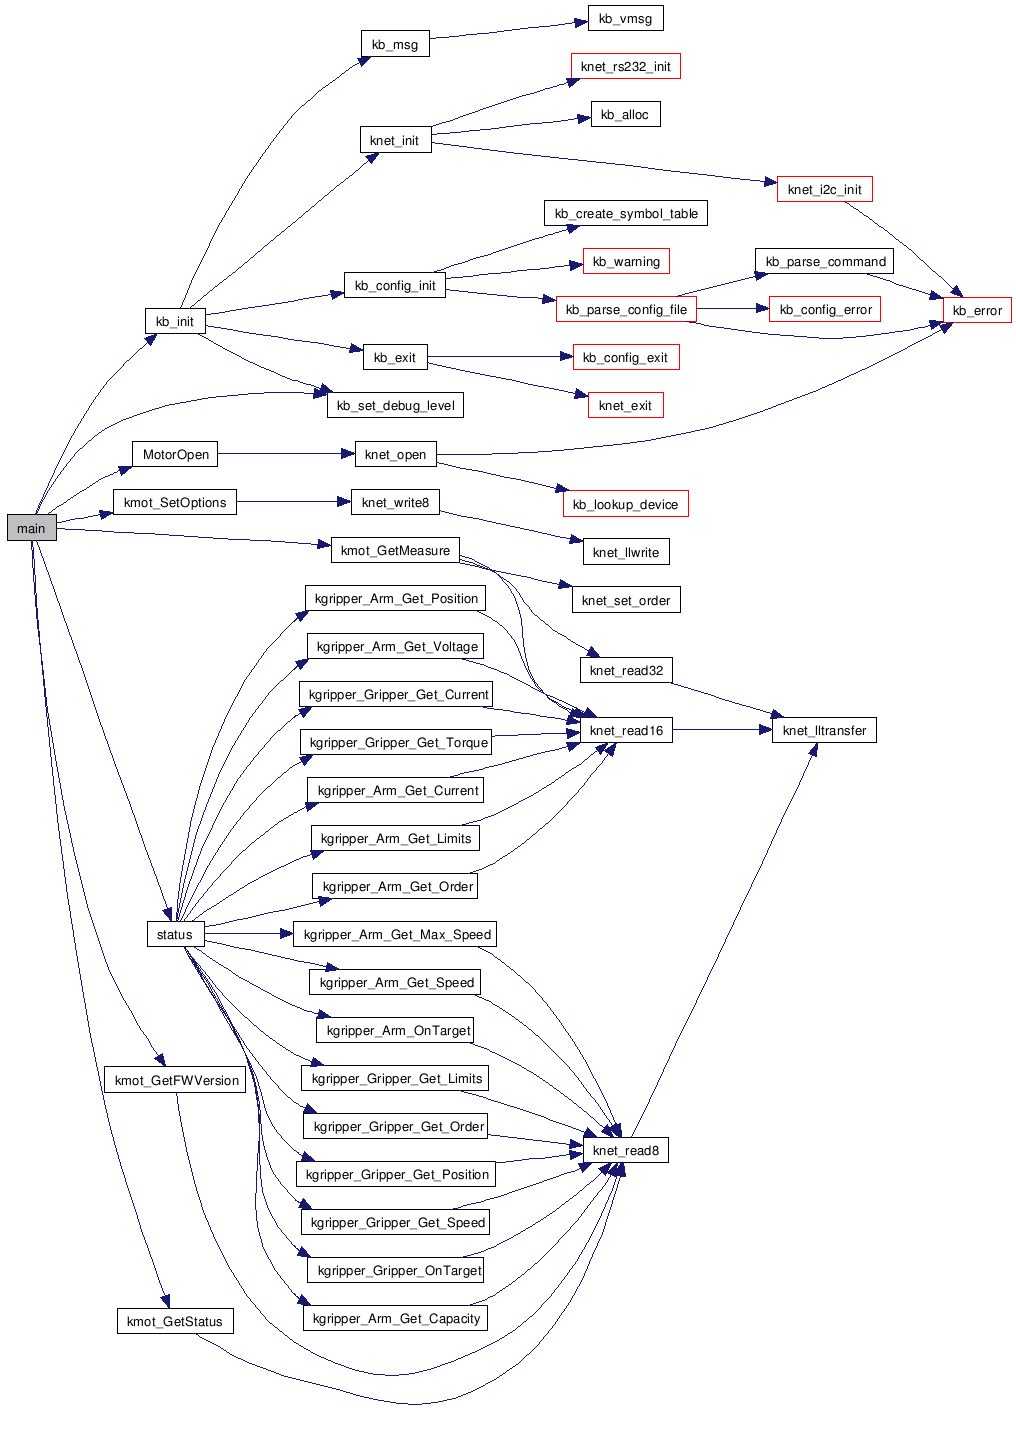 kb_vmsg
kb_msg
knet_rs232_init
kb_alloc
knet_init
knet_i2c_init
kb_create_symbol_table
kb_warning
kb_parse_command
kb_config_init
kb_parse_config_file
kb_config_error
kb_error
kb_init
kb_exit
kb_config_exit
kb_set_debug_level
knet_exit
MotorOpen
knet_open
kmot_SetOptions
knet_write8
kb_lookup_device
main
kmot_GetMeasure
knet_llwrite
kgripper_Arm_Get_Position
knet_set_order
kgripper_Arm_Get_Voltage
knet_read32
kgripper_Gripper_Get_Current
kgripper_Gripper_Get_Torque
knet_read16
knet_lltransfer
kgripper_Arm_Get_Current
kgripper_Arm_Get_Limits
kgripper_Arm_Get_Order
status
kgripper_Arm_Get_Max_Speed
kgripper_Arm_Get_Speed
kgripper_Arm_OnTarget
kmot_GetFWVersion
kgripper_Gripper_Get_Limits
kgripper_Gripper_Get_Order
knet_read8
kgripper_Gripper_Get_Position
kgripper_Gripper_Get_Speed
kgripper_Gripper_OnTarget
kmot_GetStatus
kgripper_Arm_Get_Capacity